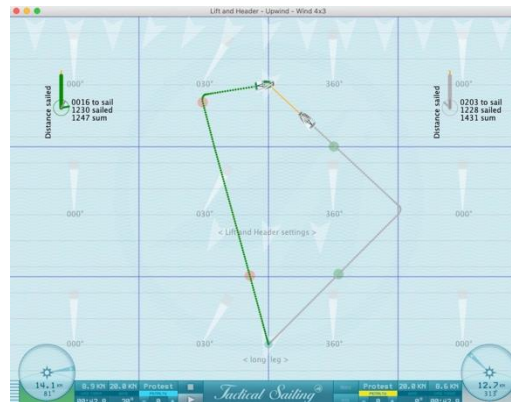 Lift and Header - Upwind - Wind 4x3
000° 030° 360° 000°
Distance sailed
0016 to sail
1230 sailed
1247 sum
Distance sailed
0203 to sail
1228 sailed
1431 sum
000° 030° 360° 000°
< Lift and Header settings >
000° 030° 360° 000°
< long leg >
14.1
81°
8.9 KN 20.0 KN Protest
Tactical Sailing
Protest 20.0 KN 8.6 KN
12.7
313°